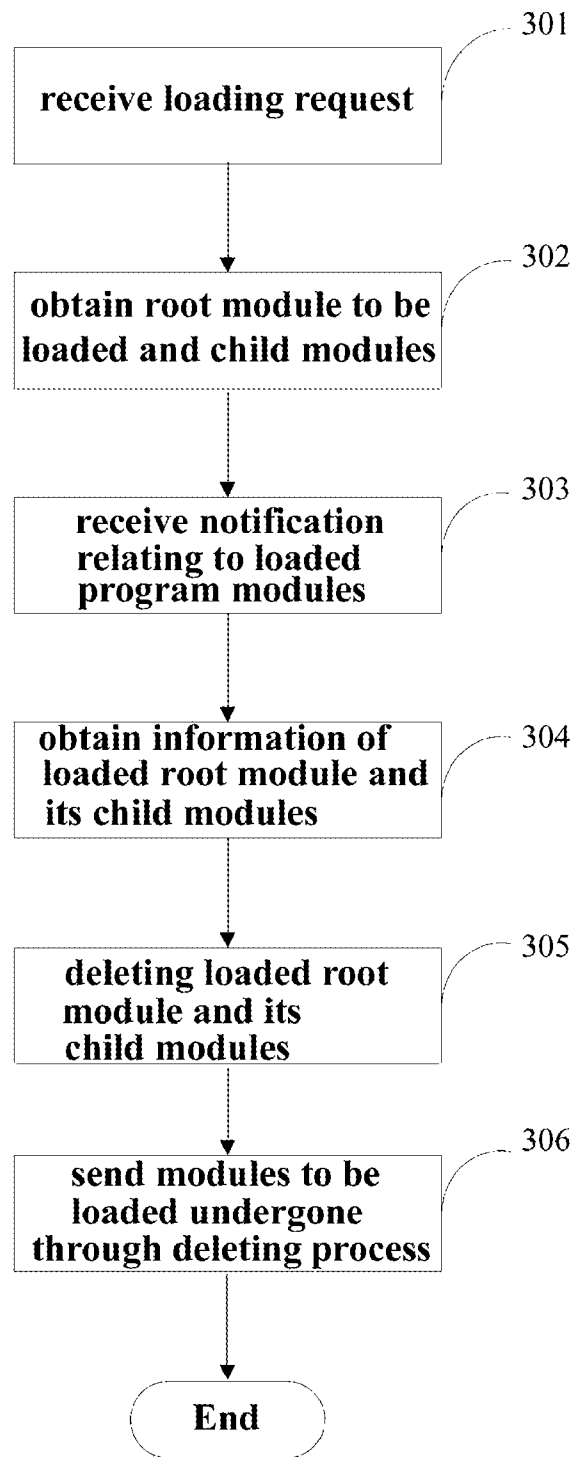 301
receive loading request
302
obtain root module to be
loaded and child modules
303
receive notification
relating to loaded
program modules
304
obtain information of
loaded root module and
its child modules
305
deleting loaded root
module and its
child modules
306
send modules to be
loaded undergone
through deleting process
End